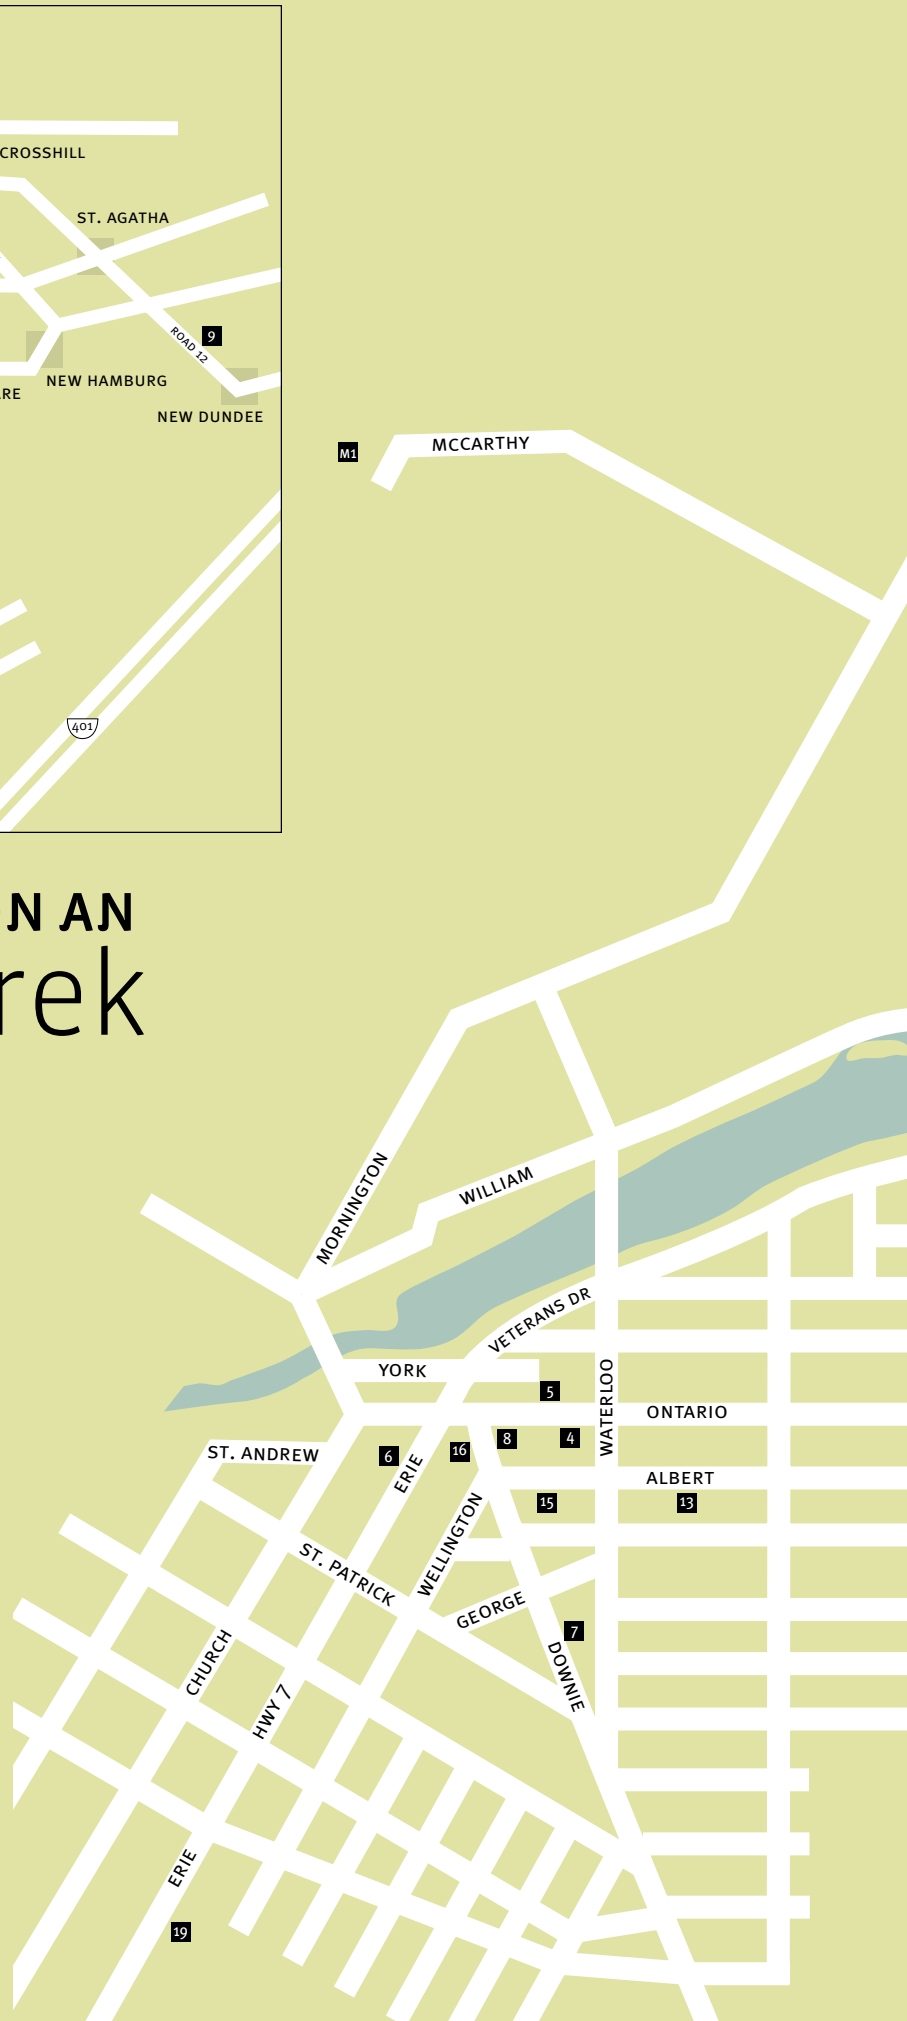 CROSSHILL
ST. AGATHA
ROAD 12
9
NEW HAMBURG
RE
NEW DUNDEE
401
M1
MCCARTHY
N AN
rek
MORNINGTON
WILLIAM
VETERANS DR
YORK
5
WATERLOO
ONTARIO
ST. ANDREW
6
ERIE
16
8
4
ALBERT
15
13
WELLINGTON
ST. PATRICK
GEORGE
7
DOWNIE
CHURCH
HWY 7
ERIE
19